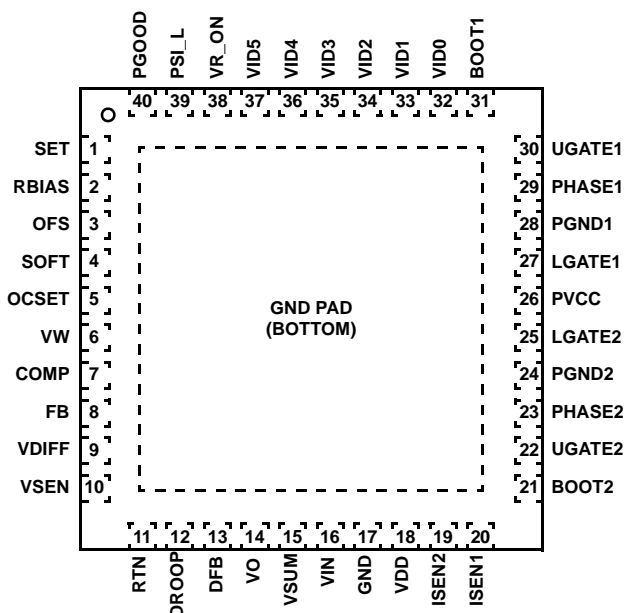 PGOOD
PSI_L
VR_ON
VID5
VID4
VID3
VID2
VID1
VID0
BOOT1
40
39
38
37
36
35
34
33
32
31
SET 1
RBIAS 2
OFS 3
SOFT 4
OCSET 5
VW 6
COMP 7
FB 8
VDIFF 9
VSEN 10
GND PAD
(BOTTOM)
30 UGATE1
29 PHASE1
28 PGND1
27 LGATE1
26 PVCC
25 LGATE2
24 PGND2
23 PHASE2
22 UGATE2
21 BOOT2
11
12
13
14
15
16
17
18
19
20
RTN
DROOP
DFB
VO
VSUM
VIN
GND
VDD
ISEN2
ISEN1